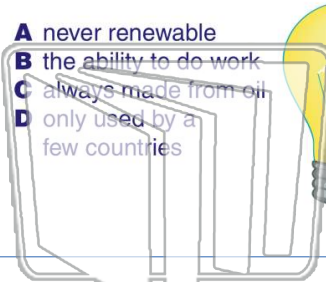 A never renewable
B the ability to do work
C always made from oil
D only used by a
few countries